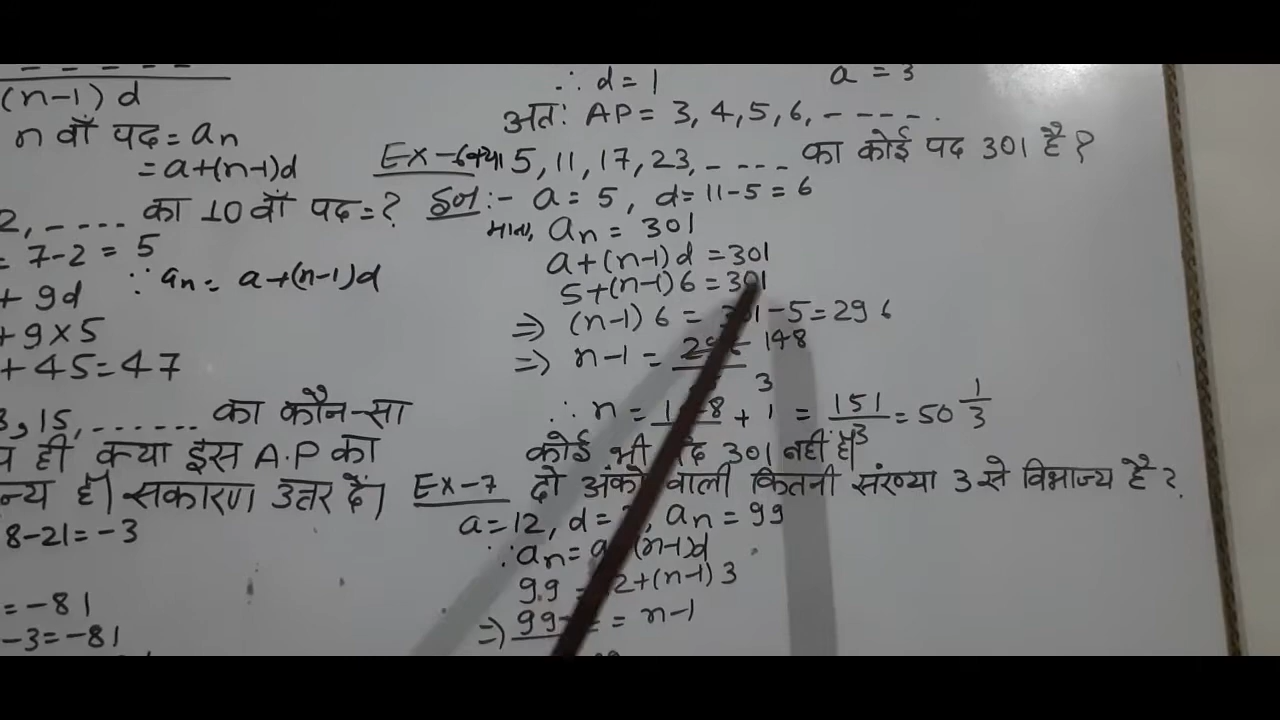 (n-1) d
n वाँ पद = an
= a+(n-1)d
2, - - - - का 10 वाँ पद = ?
= 7-2 = 5
+ 9d ∵ an = a+(n-1)d
+ 9×5
+ 45 = 47
3, 15, - - - - - - का कौन-सा
ही क्या इस A.P का
न्य है। सकारण उत्तर दें।
8-21 = -3
= -81
-3 = -81
∴ d = 1 a = 3
अतः AP = 3, 4, 5, 6, - - - - .
Ex-6 क्या 5, 11, 17, 23, - - - - का कोई पद 301 है ?
हल :- a = 5, d = 11-5 = 6
माना, an = 301
a+(n-1)d = 301
5+(n-1)6 = 301
⇒ (n-1) 6 = 301-5 = 296
⇒ n-1 = 296 148
3
∴ n = 148 + 1 = 151/3 = 50 1/3
कोई भी पद 301 नहीं है।
Ex-7 दो अंको वाली कितनी संख्या 3 से विभाज्य है ?
a = 12, d = , an = 99
∵ an = a (n-1)d
99 = 2+(n-1) 3
⇒ 99- = n-1